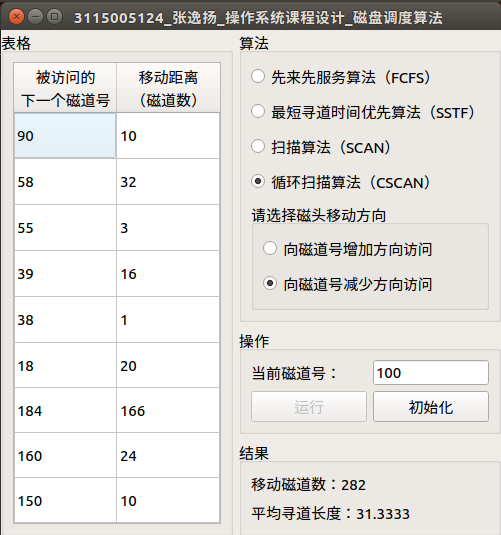 3115005124_张逸扬_操作系统课程设计_磁盘调度算法
表格
被访问的 移动距离
下一个磁道号 （磁道数）
90 10
58 32
55 3
39 16
38 1
18 20
184 166
160 24
150 10
算法
先来先服务算法（FCFS）
最短寻道时间优先算法（SSTF）
扫描算法（SCAN）
循环扫描算法（CSCAN）
请选择磁头移动方向
向磁道号增加方向访问
向磁道号减少方向访问
操作
当前磁道号： 100
运行 初始化
结果
移动磁道数：282
平均寻道长度：31.3333